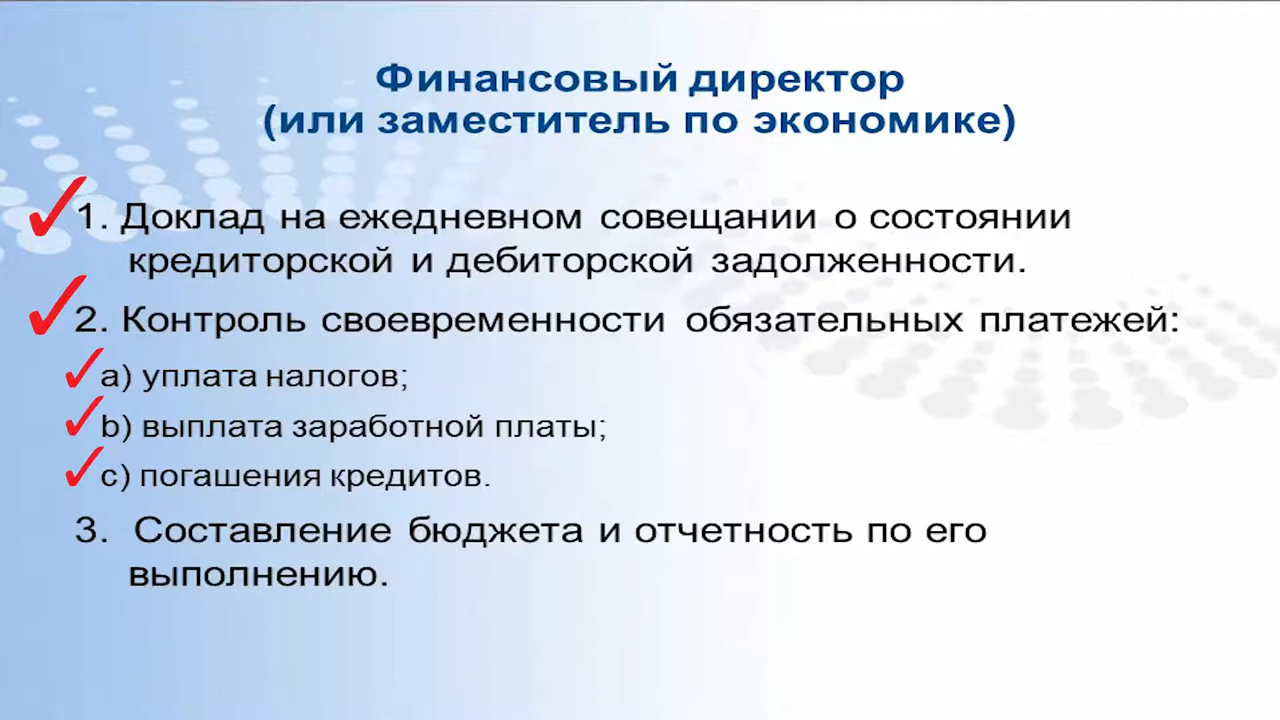 Финансовый директор
(или заместитель по экономике)
1. Доклад на ежедневном совещании о состоянии
кредиторской и дебиторской задолженности.
2. Контроль своевременности обязательных платежей:
a) уплата налогов;
b) выплата заработной платы;
c) погашения кредитов.
3. Составление бюджета и отчетность по его
выполнению.